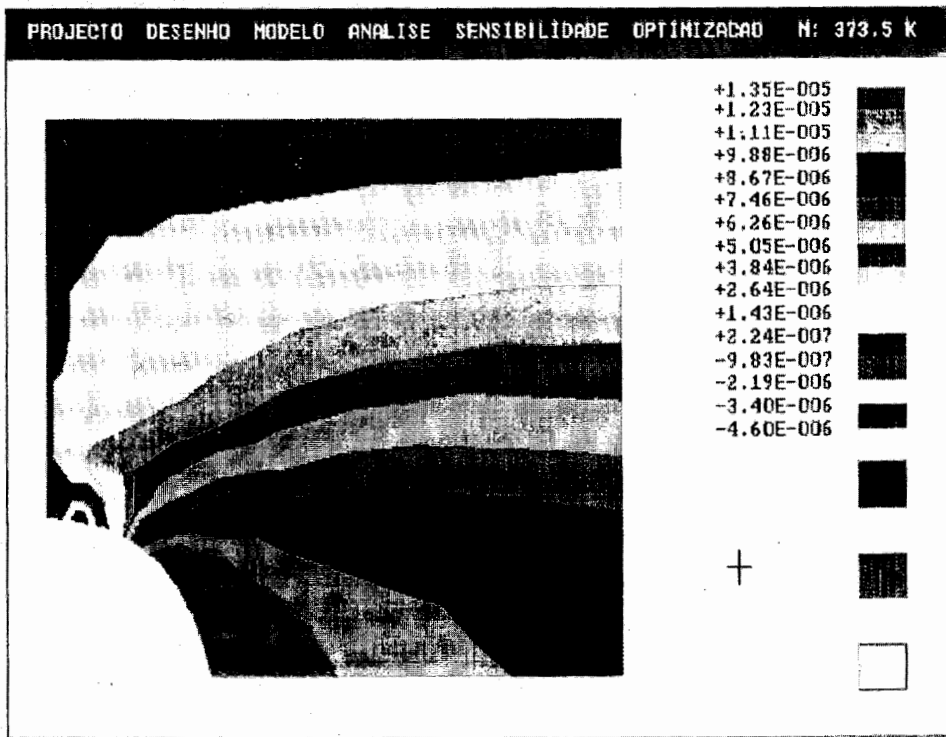 PROJECTO DESENHO MODELO ANALISE SENSIBILIDADE OPTIMIZACAO M: 373.5 K
+1.35E-005
+1.23E-005
+1.11E-005
+9.88E-006
+8.67E-006
+7.46E-006
+6.26E-006
+5.05E-006
+3.84E-006
+2.64E-006
+1.43E-006
+2.24E-007
-9.83E-007
-2.19E-006
-3.40E-006
-4.60E-006